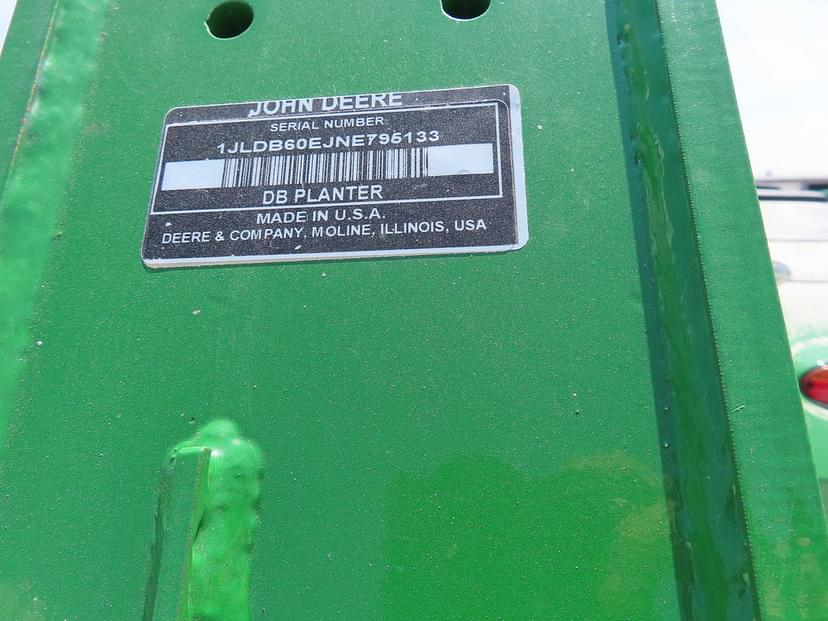 JOHN DEERE
SERIAL NUMBER
1JLDB60EJNE795133
DB PLANTER
MADE IN U.S.A.
DEERE & COMPANY, MOLINE, ILLINOIS, USA